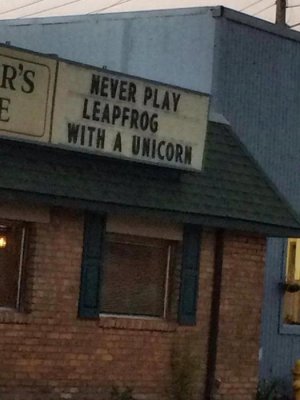 R'S
E
NEVER PLAY
LEAPFROG
WITH A UNICORN